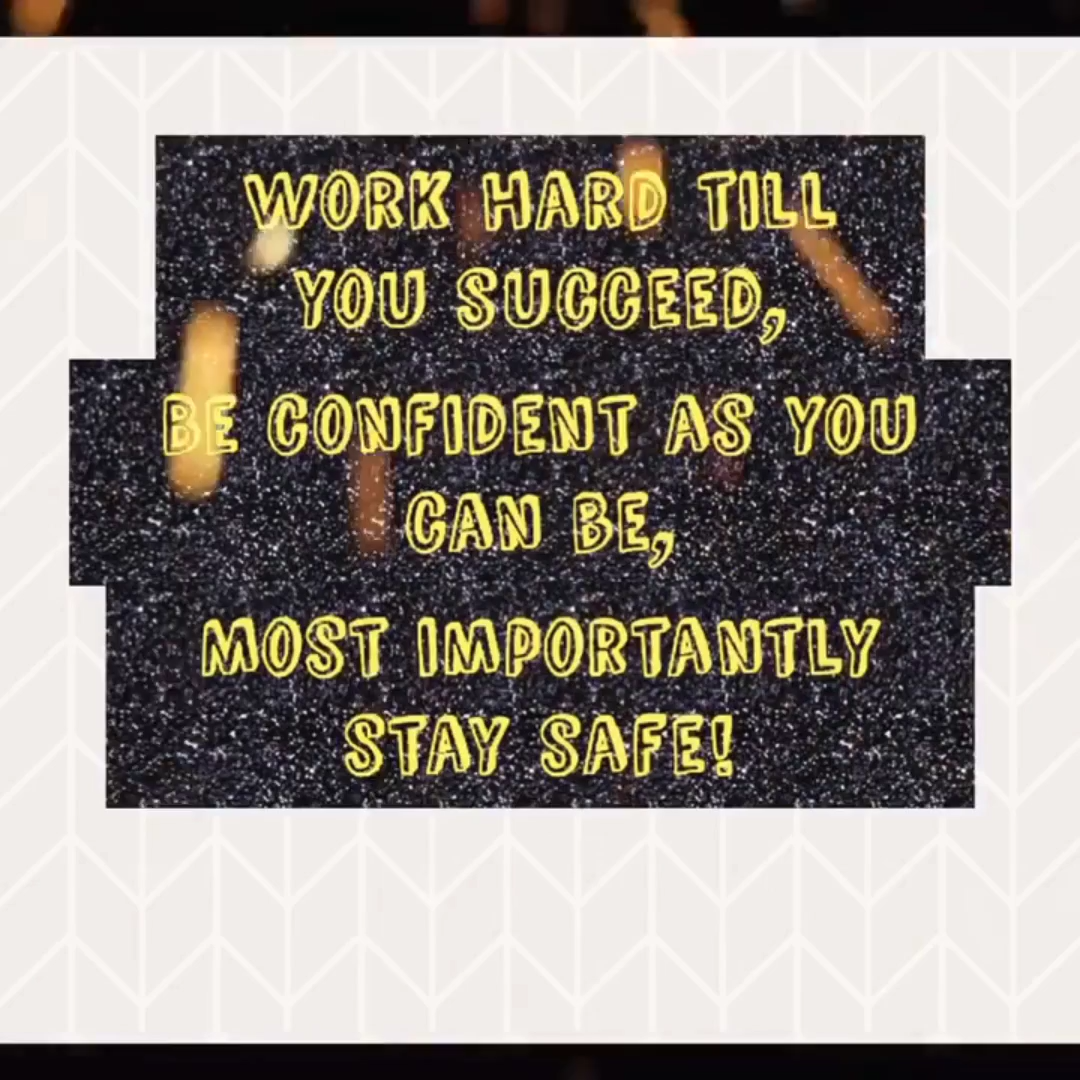 WORK HARD TILL
YOU SUCCEED,
BE CONFIDENT AS YOU
CAN BE,
MOST IMPORTANTLY
STAY SAFE!